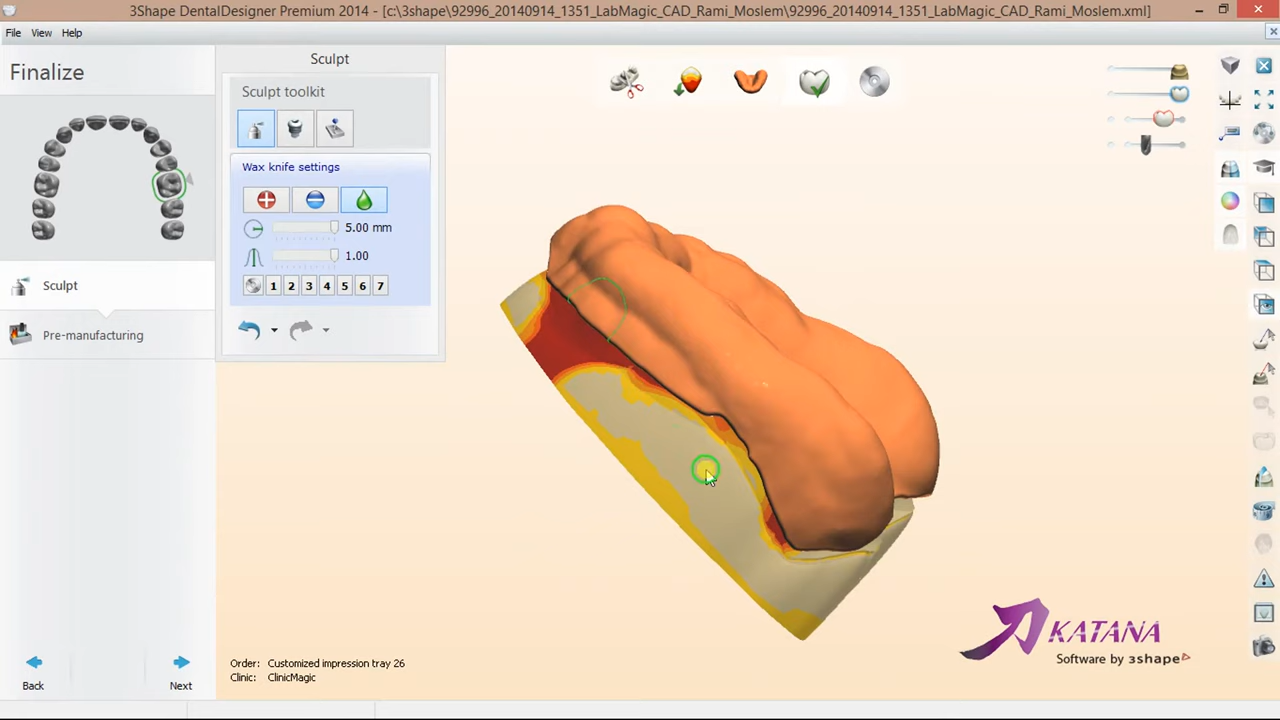 3Shape DentalDesigner Premium 2014 - [c:\3shape\92996_20140914_1351_LabMagic_CAD_Rami_Moslem\92996_20140914_1351_LabMagic_CAD_Rami_Moslem.xml]
File View Help
Finalize
Sculpt
Sculpt toolkit
Wax knife settings
5.00 mm
1.00
1 2 3 4 5 6 7
Sculpt
Pre-manufacturing
Order: Customized impression tray 26
Clinic: ClinicMagic
Back
Next
KATANA
Software by 3shape